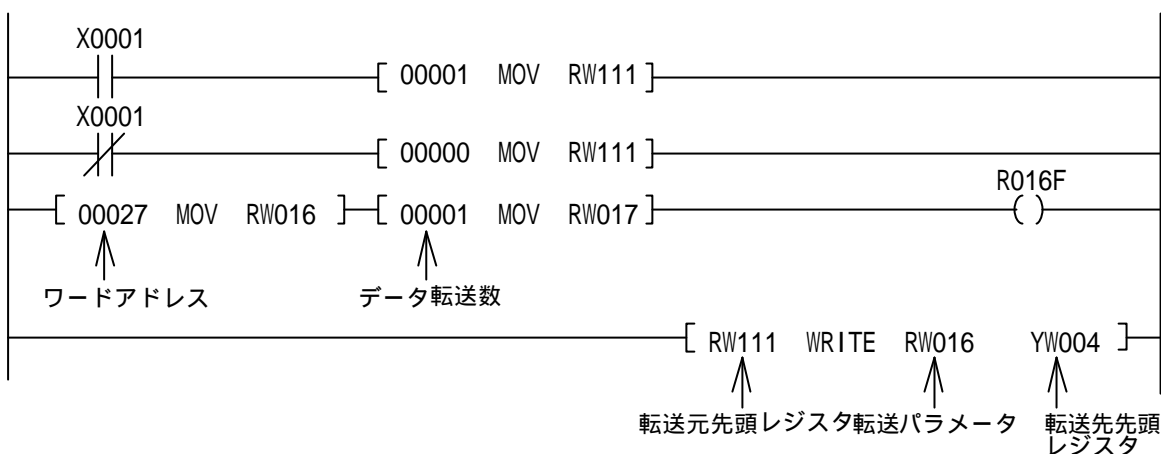 X0001
[ 00001 MOV RW111 ]
X0001
[ 00000 MOV RW111 ]
R016F
[ 00027 MOV RW016 ] [ 00001 MOV RW017 ] ( )
ワードアドレス データ転送数
[ RW111 WRITE RW016 YW004 ]
転送元先頭レジスタ 転送パラメータ 転送先先頭
レジスタ